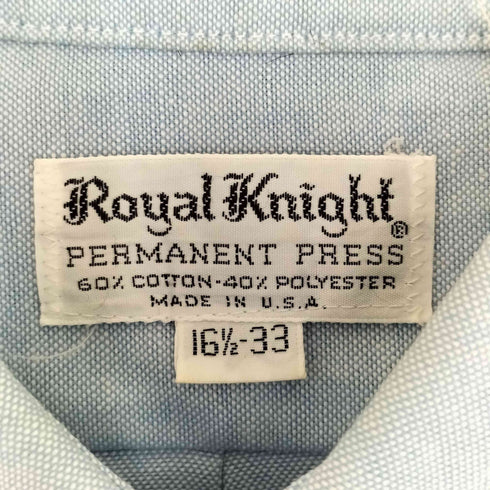 Royal Knight®
PERMANENT PRESS
60% COTTON-40% POLYESTER
MADE IN U.S.A.
16½-33